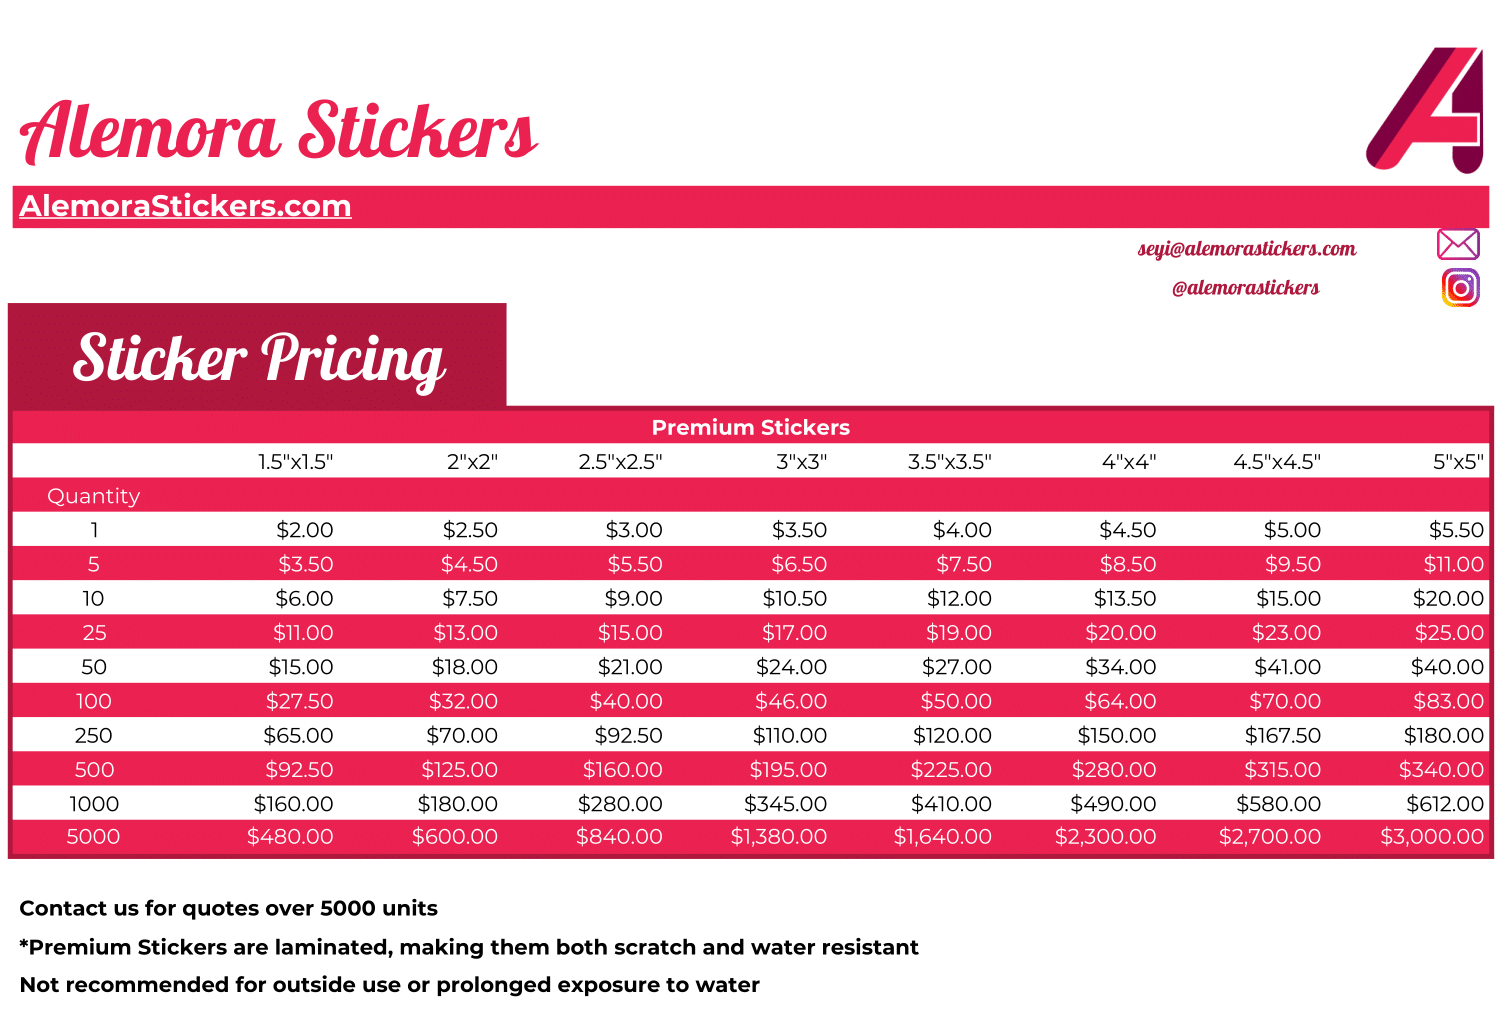 Alemora Stickers
AlemoraStickers.com
seyi@alemorastickers.com
@alemorastickers
Sticker Pricing
Premium Stickers
1.5"x1.5" 2"x2" 2.5"x2.5" 3"x3" 3.5"x3.5" 4"x4" 4.5"x4.5" 5"x5"
Quantity
1 $2.00 $2.50 $3.00 $3.50 $4.00 $4.50 $5.00 $5.50
5 $3.50 $4.50 $5.50 $6.50 $7.50 $8.50 $9.50 $11.00
10 $6.00 $7.50 $9.00 $10.50 $12.00 $13.50 $15.00 $20.00
25 $11.00 $13.00 $15.00 $17.00 $19.00 $20.00 $23.00 $25.00
50 $15.00 $18.00 $21.00 $24.00 $27.00 $34.00 $41.00 $40.00
100 $27.50 $32.00 $40.00 $46.00 $50.00 $64.00 $70.00 $83.00
250 $65.00 $70.00 $92.50 $110.00 $120.00 $150.00 $167.50 $180.00
500 $92.50 $125.00 $160.00 $195.00 $225.00 $280.00 $315.00 $340.00
1000 $160.00 $180.00 $280.00 $345.00 $410.00 $490.00 $580.00 $612.00
5000 $480.00 $600.00 $840.00 $1,380.00 $1,640.00 $2,300.00 $2,700.00 $3,000.00
Contact us for quotes over 5000 units
*Premium Stickers are laminated, making them both scratch and water resistant
Not recommended for outside use or prolonged exposure to water